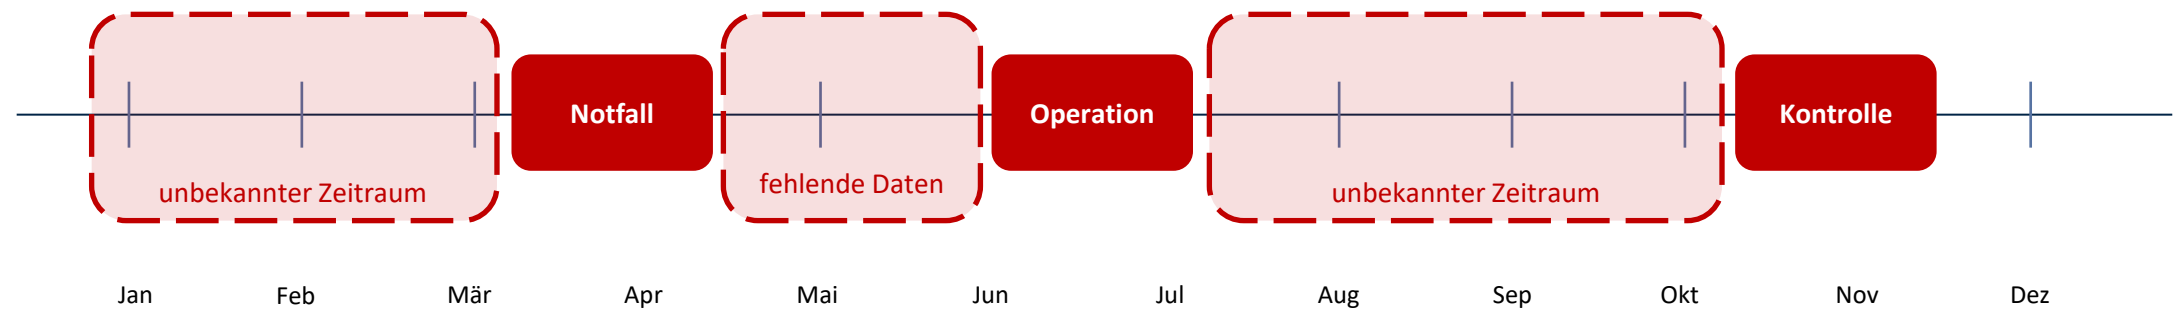 Notfall
Operation
Kontrolle
unbekannter Zeitraum
fehlende Daten
unbekannter Zeitraum
Jan
Feb
Mär
Apr
Mai
Jun
Jul
Aug
Sep
Okt
Nov
Dez